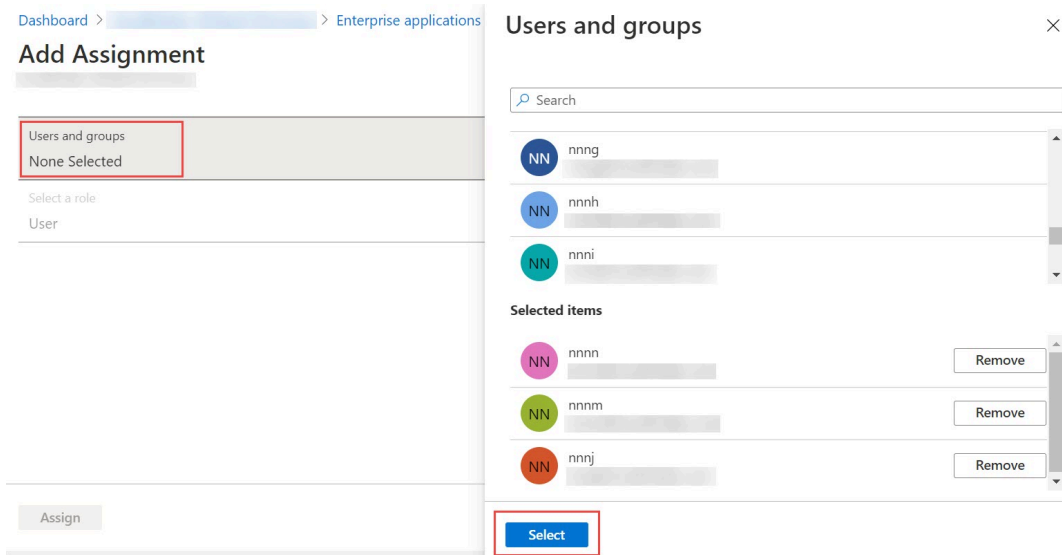 Dashboard > > Enterprise applications
Add Assignment
Users and groups
None Selected
Select a role
User
Assign
Users and groups
Search
NN nnng
NN nnnh
NN nnni
Selected items
NN nnnn Remove
NN nnnm Remove
NN nnnj Remove
Select